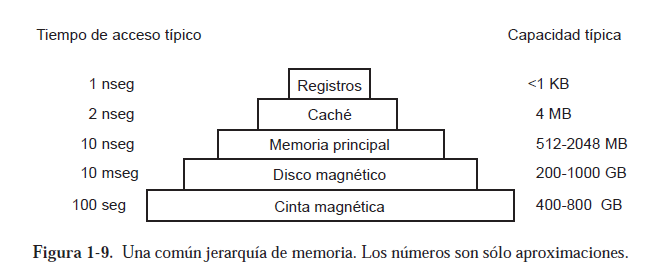 Tiempo de acceso típico Capacidad típica
1 nseg Registros <1 KB
2 nseg Caché 4 MB
10 nseg Memoria principal 512-2048 MB
10 mseg Disco magnético 200-1000 GB
100 seg Cinta magnética 400-800 GB
Figura 1-9. Una común jerarquía de memoria. Los números son sólo aproximaciones.